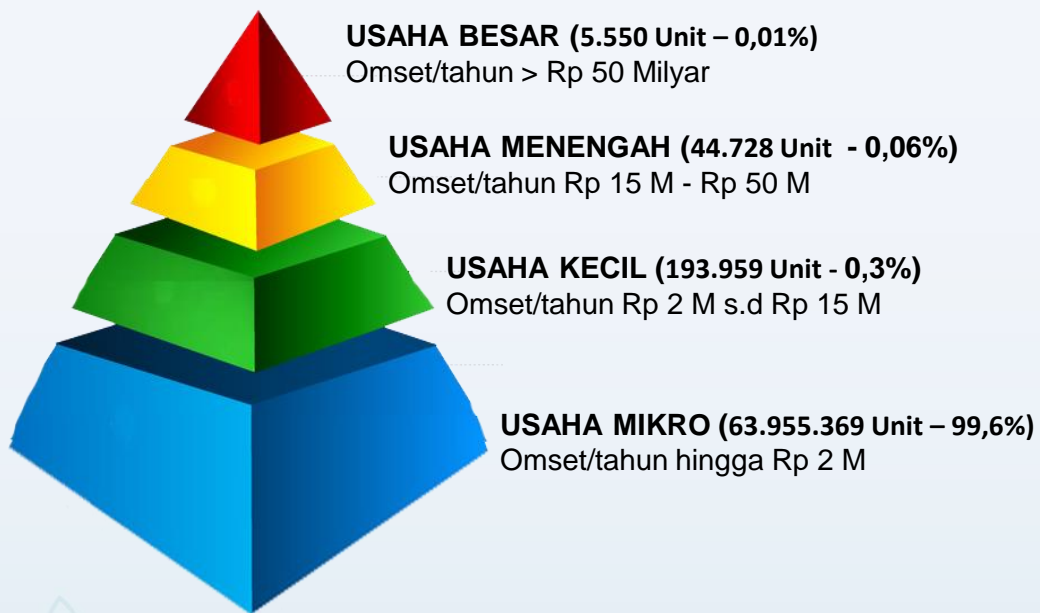 USAHA BESAR (5.550 Unit – 0,01%)
Omset/tahun > Rp 50 Milyar
USAHA MENENGAH (44.728 Unit - 0,06%)
Omset/tahun Rp 15 M - Rp 50 M
USAHA KECIL (193.959 Unit - 0,3%)
Omset/tahun Rp 2 M s.d Rp 15 M
USAHA MIKRO (63.955.369 Unit – 99,6%)
Omset/tahun hingga Rp 2 M